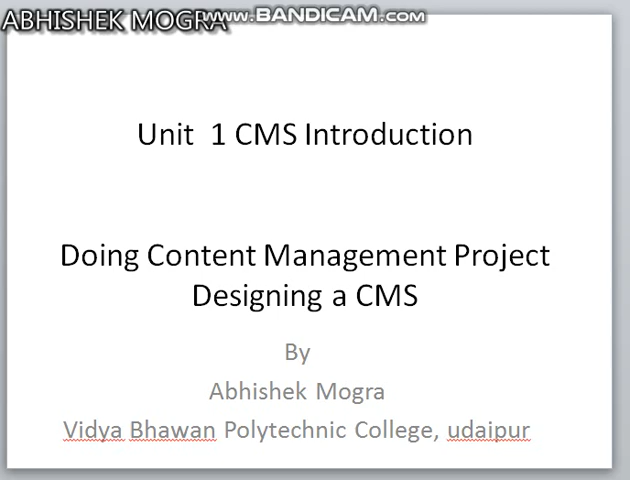 ABHISHEK MOGRA
www.BANDICAM.com
Unit 1 CMS Introduction
Doing Content Management Project
Designing a CMS
By
Abhishek Mogra
Vidya Bhawan Polytechnic College, udaipur